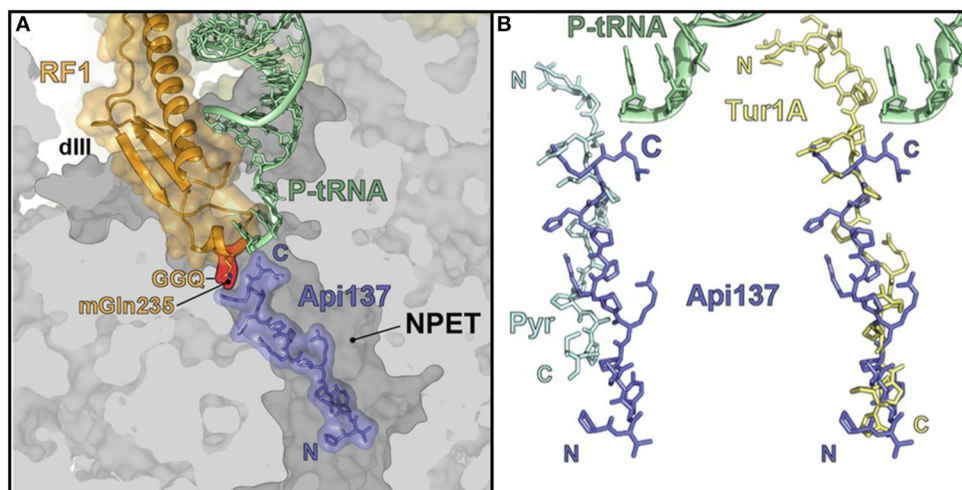 A
RF1
dIII
P-tRNA
GGQ
mGln235
C
Api137
NPET
N
B
P-tRNA
N
N
Tur1A
C
C
Api137
Pyr
C
N
N
C